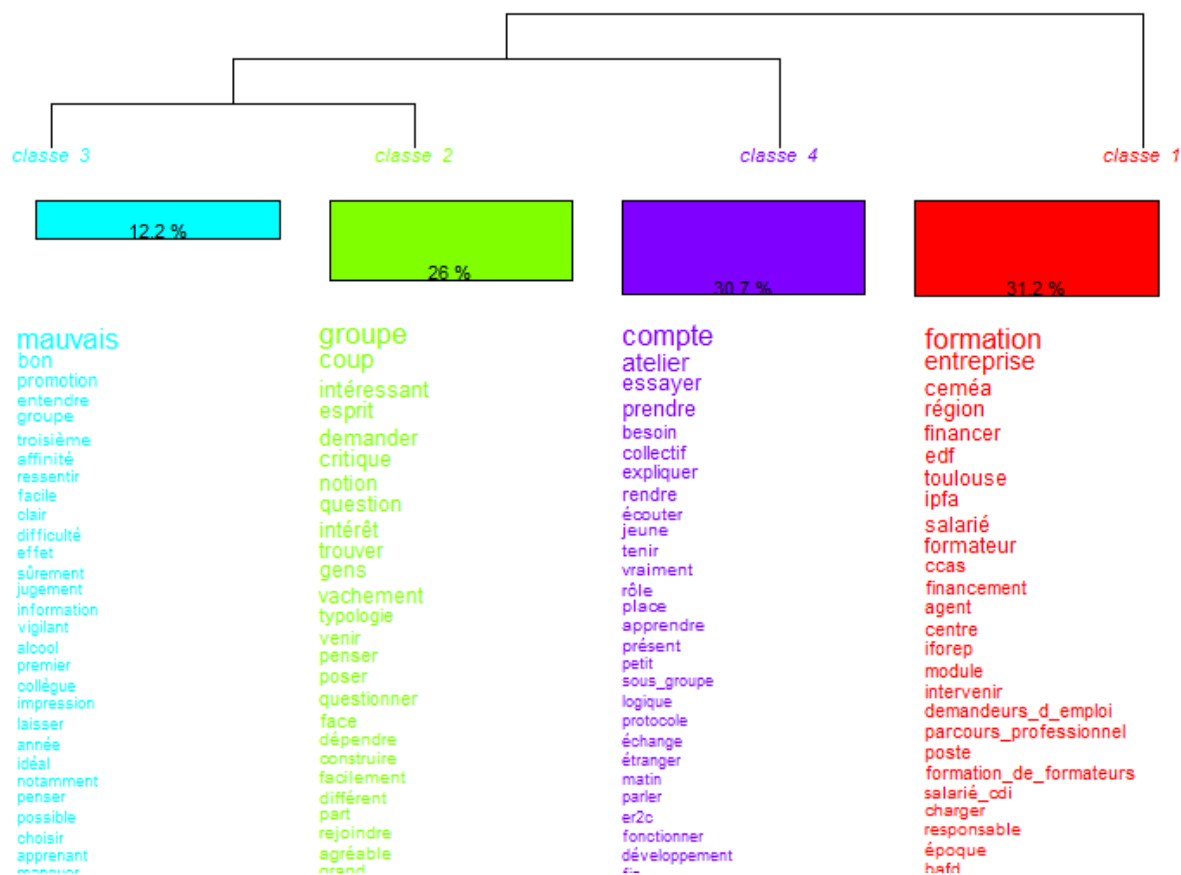 classe 3
classe 2
classe 4
classe 1
12.2 %
26 %
30.7 %
31.2 %
mauvais
bon
promotion
entendre
groupe
troisième
affinité
ressentir
facile
clair
difficulté
effet
sûrement
jugement
information
vigilant
alcool
premier
collègue
impression
laisser
année
idéal
notamment
penser
possible
choisir
apprenant
groupe
coup
intéressant
esprit
demander
critique
notion
question
intérêt
trouver
gens
vachement
typologie
venir
penser
poser
questionner
face
dépendre
construire
facilement
différent
part
rejoindre
agréable
grand
compte
atelier
essayer
prendre
besoin
collectif
expliquer
rendre
écouter
jeune
tenir
vraiment
rôle
place
apprendre
présent
petit
sous_groupe
logique
protocole
échange
étranger
matin
parler
er2c
fonctionner
développement
formation
entreprise
ceméa
région
financer
edf
toulouse
ipfa
salarié
formateur
ccas
financement
agent
centre
iforep
module
intervenir
demandeurs_d_emploi
parcours_professionnel
poste
formation_de_formateurs
salarié_cdi
charger
responsable
époque
bafd